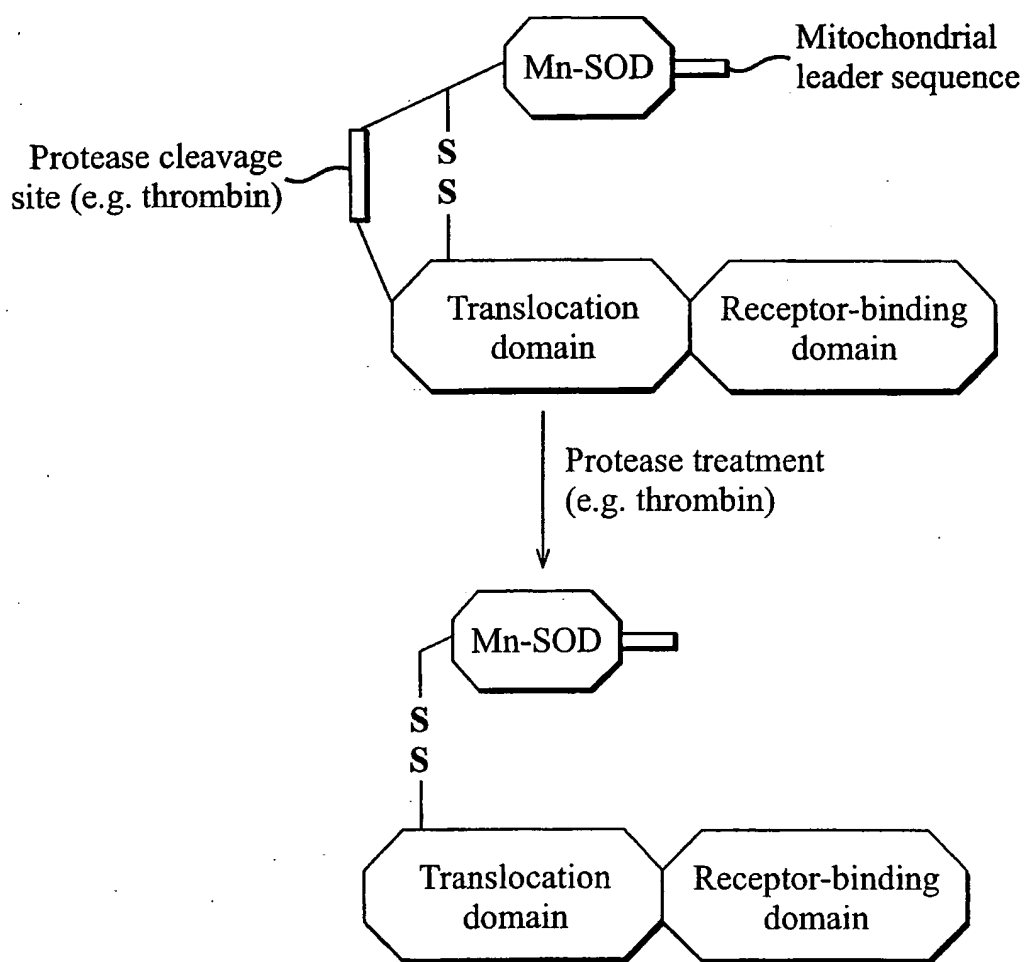 Mn-SOD
Mitochondrial
leader sequence
Protease cleavage
site (e.g. thrombin)
S
S
Translocation
domain
Receptor-binding
domain
Protease treatment
(e.g. thrombin)
Mn-SOD
S
S
Translocation
domain
Receptor-binding
domain